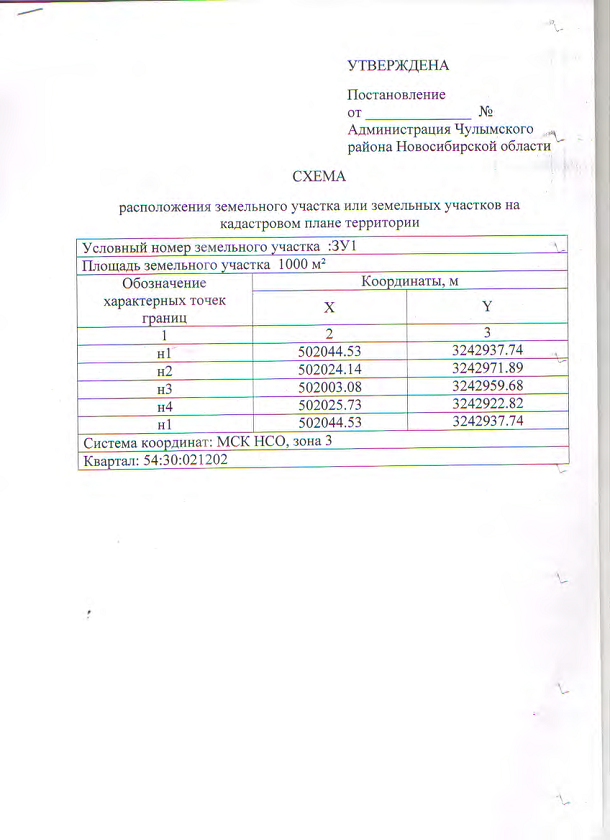 УТВЕРЖДЕНА
Постановление
от ______________ №
Администрация Чулымского
района Новосибирской области
СХЕМА
расположения земельного участка или земельных участков на
кадастровом плане территории
Условный номер земельного участка :ЗУ1
Площадь земельного участка 1000 м²
Обозначение характерных точек границ Координаты, м
X Y
1 2 3
н1 502044.53 3242937.74
н2 502024.14 3242971.89
н3 502003.08 3242959.68
н4 502025.73 3242922.82
н1 502044.53 3242937.74
Система координат: МСК НСО, зона 3
Квартал: 54:30:021202